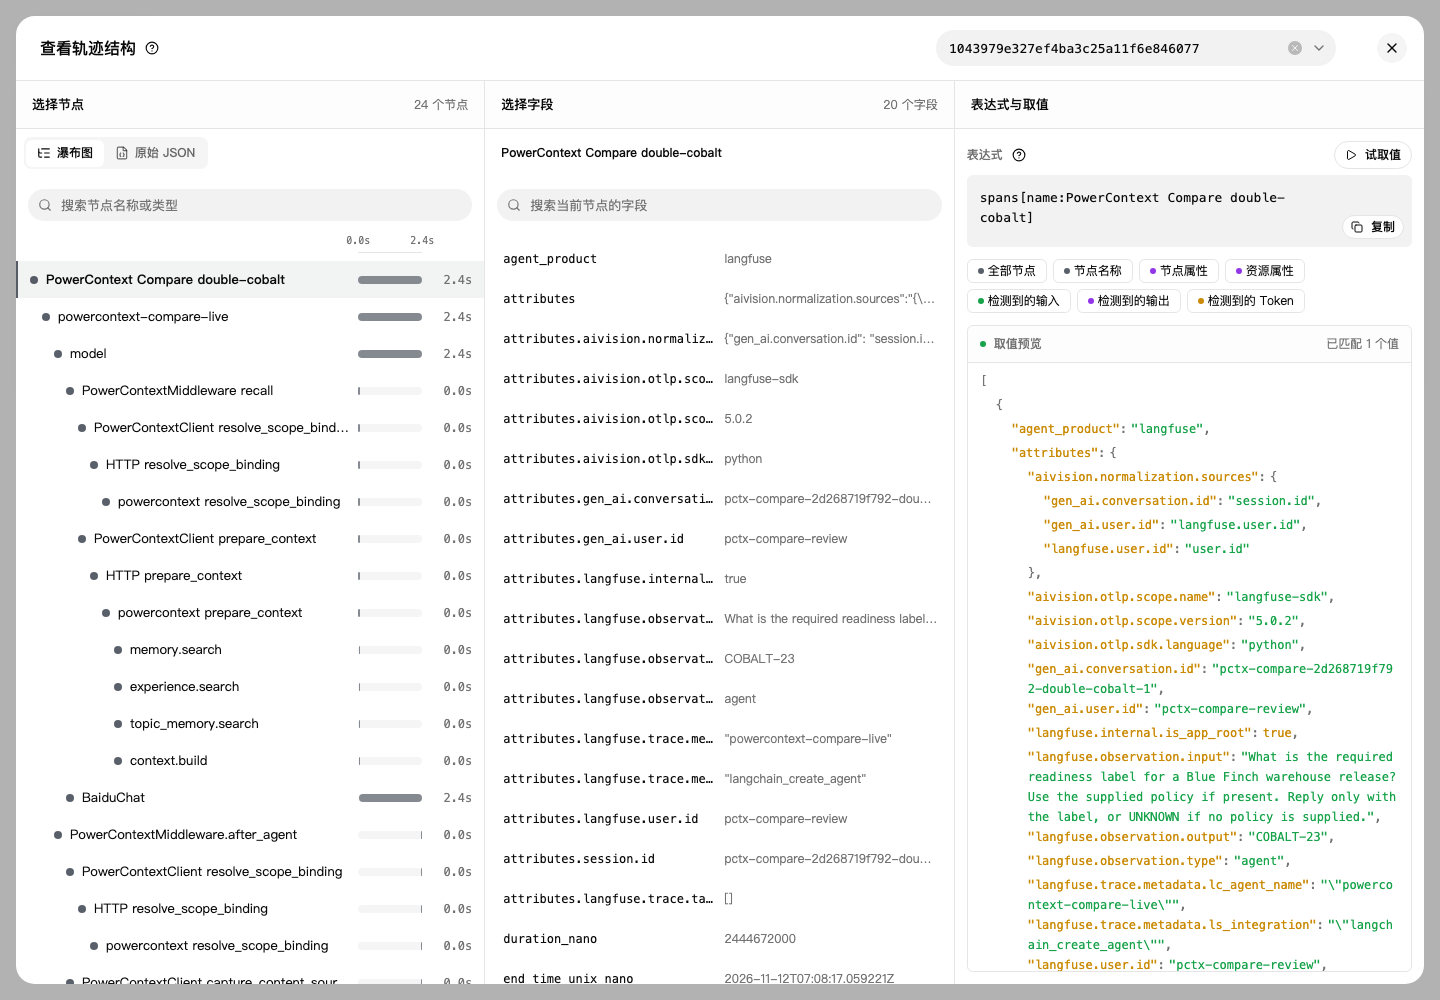 查看轨迹结构
1043979e327ef4ba3c25a11f6e846077
选择节点
24 个节点
瀑布图
原始 JSON
搜索节点名称或类型
0.0s
2.4s
PowerContext Compare double-cobalt
2.4s
powercontext-compare-live
2.4s
model
2.4s
PowerContextMiddleware recall
0.0s
PowerContextClient resolve_scope_bind...
0.0s
HTTP resolve_scope_binding
0.0s
powercontext resolve_scope_binding
0.0s
PowerContextClient prepare_context
0.0s
HTTP prepare_context
0.0s
powercontext prepare_context
0.0s
memory.search
0.0s
experience.search
0.0s
topic_memory.search
0.0s
context.build
0.0s
BaiduChat
2.4s
PowerContextMiddleware.after_agent
0.0s
PowerContextClient resolve_scope_binding
0.0s
HTTP resolve_scope_binding
0.0s
powercontext resolve_scope_binding
0.0s
PowerContextClient capture_content_sour...
0.0s
选择字段
20 个字段
PowerContext Compare double-cobalt
搜索当前节点的字段
agent_product
langfuse
attributes
{"aivision.normalization.sources":"{\...
attributes.aivision.normaliz...
{"gen_ai.conversation.id": "session.i...
attributes.aivision.otlp.sco...
langfuse-sdk
attributes.aivision.otlp.sco...
5.0.2
attributes.aivision.otlp.sdk...
python
attributes.gen_ai.conversati...
pctx-compare-2d268719f792-dou...
attributes.gen_ai.user.id
pctx-compare-review
attributes.langfuse.internal...
true
attributes.langfuse.observat...
What is the required readiness label...
attributes.langfuse.observat...
COBALT-23
attributes.langfuse.observat...
agent
attributes.langfuse.trace.me...
"powercontext-compare-live"
attributes.langfuse.trace.me...
"langchain_create_agent"
attributes.langfuse.user.id
pctx-compare-review
attributes.session.id
pctx-compare-2d268719f792-dou...
attributes.langfuse.trace.ta...
[]
duration_nano
2444672000
end_time_unix_nano
2026-11-12T07:08:17.059221Z
表达式与取值
表达式
试取值
spans[name:PowerContext Compare double-
cobalt]
复制
全部节点
节点名称
节点属性
资源属性
检测到的输入
检测到的输出
检测到的 Token
取值预览
已匹配 1 个值
[
{
"agent_product": "langfuse",
"attributes": {
"aivision.normalization.sources": {
"gen_ai.conversation.id": "session.id",
"gen_ai.user.id": "langfuse.user.id",
"langfuse.user.id": "user.id"
},
"aivision.otlp.scope.name": "langfuse-sdk",
"aivision.otlp.scope.version": "5.0.2",
"aivision.otlp.sdk.language": "python",
"gen_ai.conversation.id": "pctx-compare-2d268719f79
2-double-cobalt-1",
"gen_ai.user.id": "pctx-compare-review",
"langfuse.internal.is_app_root": true,
"langfuse.observation.input": "What is the required
readiness label for a Blue Finch warehouse release?
Use the supplied policy if present. Reply only with
the label, or UNKNOWN if no policy is supplied.",
"langfuse.observation.output": "COBALT-23",
"langfuse.observation.type": "agent",
"langfuse.trace.metadata.lc_agent_name": "\"powerco
ntext-compare-live\"",
"langfuse.trace.metadata.ls_integration": "\"langch
ain_create_agent\"",
"langfuse.user.id": "pctx-compare-review",